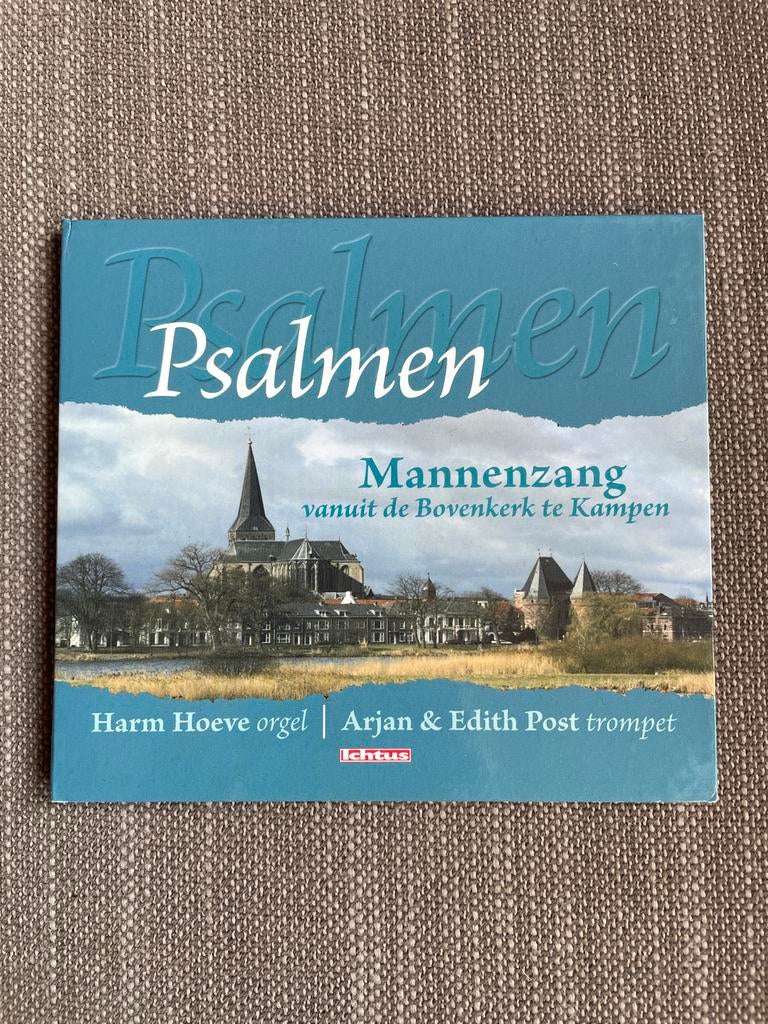 Psalmen
Psalmen
Mannenzang
vanuit de Bovenkerk te Kampen
Harm Hoeve orgel | Arjan & Edith Post trompet
Ichtus